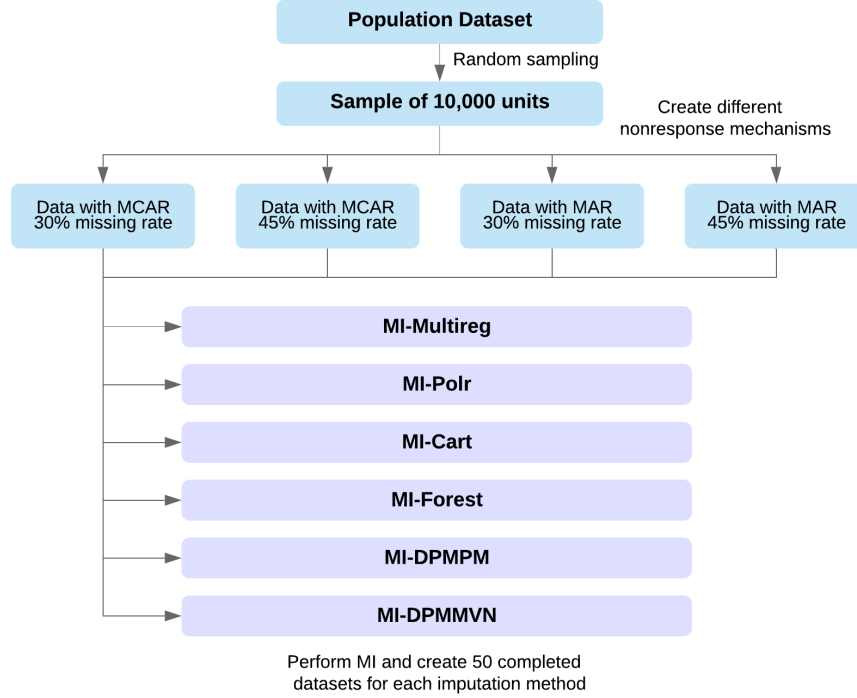 Population Dataset
Random sampling
Sample of 10,000 units
Create different
nonresponse mechanisms
Data with MCAR
30% missing rate
Data with MCAR
45% missing rate
Data with MAR
30% missing rate
Data with MAR
45% missing rate
MI-Multireg
MI-Polr
MI-Cart
MI-Forest
MI-DPMPM
MI-DPMMVN
Perform MI and create 50 completed
datasets for each imputation method